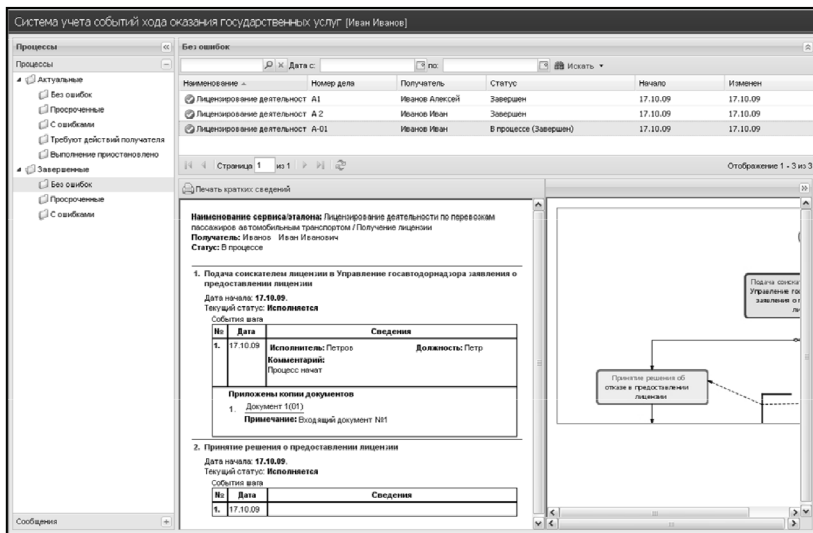 Система учета событий хода оказания государственных услуг [Иван Иванов]
Процессы
Процессы
Актуальные
Без ошибок
Просроченные
С ошибками
Требуют действий получателя
Выполнение приостановлено
Завершенные
Без ошибок
Просроченные
С ошибками
Сообщения
Без ошибок
Дата с: по: Искать
Наименование Номер дела Получатель Статус Начало Изменен
Лицензирование деятельност А1 Иванов Алексей Завершен 17.10.09 17.10.09
Лицензирование деятельност А 2 Иванов Иван Завершен 17.10.09 17.10.09
Лицензирование деятельност А-01 Иванов Иван В процессе (Завершен) 17.10.09 17.10.09
Страница 1 из 1 Отображение 1 - 3 из 3
Печать кратких сведений
Наименование сервиса/эталона: Лицензирование деятельности по перевозкам
пассажиров автомобильным транспортом / Получение лицензии
Получатель: Иванов Иван Иванович
Статус: В процессе
1. Подача соискателем лицензии в Управление госавтодорнадзора заявления о
предоставлении лицензии
Дата начала: 17.10.09.
Текущий статус: Исполняется
События шага
№ Дата Сведения
1. 17.10.09 Исполнитель: Петров Должность: Петр
Комментарий:
Процесс начат
Приложены копии документов
1. Документ 1(01)
Примечание: Входящий документ №1
2. Принятие решения о предоставлении лицензии
Дата начала: 17.10.09.
Текущий статус: Исполняется
События шага
№ Дата Сведения
1. 17.10.09
Подача соиска
Управление го
заявления о
ли
Принятие решения об
отказе в предоставлении
лицензии